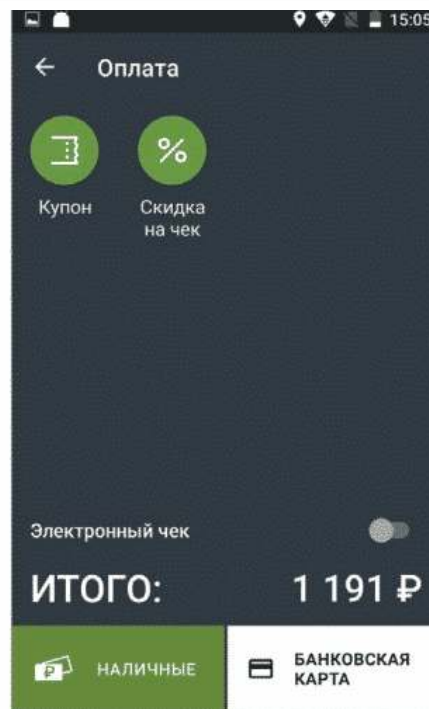 15:05
Оплата
Купон
Скидка
на чек
Электронный чек
ИТОГО:
1 191 ₽
НАЛИЧНЫЕ
БАНКОВСКАЯ
КАРТА